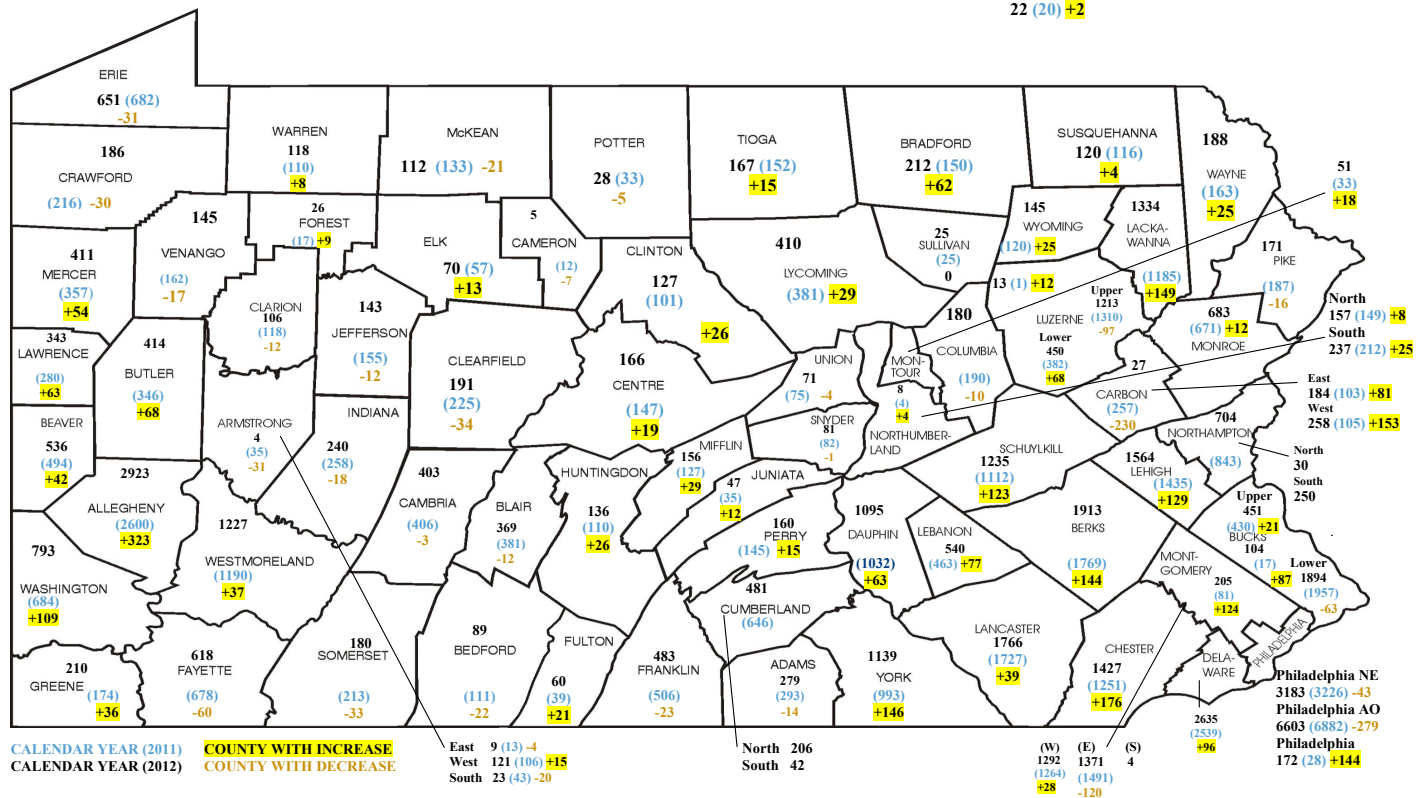 22 (20) +2
ERIE
651 (682)
-31
186
CRAWFORD
(216) -30
WARREN
118
(110)
+8
McKEAN
112 (133) -21
POTTER
28 (33)
-5
TIOGA
167 (152)
+15
BRADFORD
212 (150)
+62
SUSQUEHANNA
120 (116)
+4
188
WAYNE
(163)
+25
51
(33)
+18
411
MERCER
(357)
+54
145
VENANGO
(162)
-17
26
FOREST
(17) +9
ELK
70 (57)
+13
5
CAMERON
(12)
-7
CLINTON
127
(101)
+26
410
LYCOMING
(381) +29
25
SULLIVAN
(25)
0
145
WYOMING
(120) +25
1334
LACKA-
WANNA
(1185)
+149
171
PIKE
(187)
-16
13 (1) +12
LUZERNE
Upper
1213
(1310)
-97
Lower
450
(382)
+68
683
(671) +12
MONROE
North
157 (149) +8
South
237 (212) +25
343
LAWRENCE
(280)
+63
414
BUTLER
(346)
+68
CLARION
106
(118)
-12
143
JEFFERSON
(155)
-12
CLEARFIELD
191
(225)
-34
166
CENTRE
(147)
+19
UNION
71
(75) -4
MON-
TOUR
8
(4)
+4
180
COLUMBIA
(190)
-10
27
CARBON
(257)
-230
East
184 (103) +81
West
258 (105) +153
BEAVER
536
(494)
+42
ARMSTRONG
4
(35)
-31
INDIANA
240
(258)
-18
SNYDER
81
(82)
-1
NORTHUMBER-
LAND
704
NORTHAMPTON
(843)
North
30
South
250
2923
ALLEGHENY
(2600)
+323
403
CAMBRIA
(406)
-3
BLAIR
369
(381)
-12
HUNTINGDON
136
(110)
+26
MIFFLIN
156
(127)
+29
JUNIATA
47
(35)
+12
SCHUYLKILL
1235
(1112)
+123
1564
LEHIGH
(1435)
+129
793
WASHINGTON
(684)
+109
1227
WESTMORELAND
(1190)
+37
160
PERRY
(145) +15
1095
DAUPHIN
(1032)
+63
LEBANON
540
(463) +77
1913
BERKS
(1769)
+144
MONT-
GOMERY
205
(81)
+124
Upper
451
(430) +21
BUCKS
104
(17)
+87
Lower
1894
(1957)
-63
210
GREENE
(174)
+36
618
FAYETTE
(678)
-60
180
SOMERSET
(213)
-33
89
BEDFORD
(111)
-22
FULTON
60
(39)
+21
483
FRANKLIN
(506)
-23
481
CUMBERLAND
(646)
ADAMS
279
(293)
-14
1139
YORK
(993)
+146
LANCASTER
1766
(1727)
+39
CHESTER
1427
(1251)
+176
DELA-
WARE
PHILADELPHIA
2635
(2539)
+96
Philadelphia NE
3183 (3226) -43
Philadelphia AO
6603 (6882) -279
Philadelphia
172 (28) +144
CALENDAR YEAR (2011) COUNTY WITH INCREASE
CALENDAR YEAR (2012) COUNTY WITH DECREASE
East 9 (13) -4
West 121 (106) +15
South 23 (43) -20
North 206
South 42
(W)
1292
(1264)
+28
(E)
1371
(1491)
-120
(S)
4